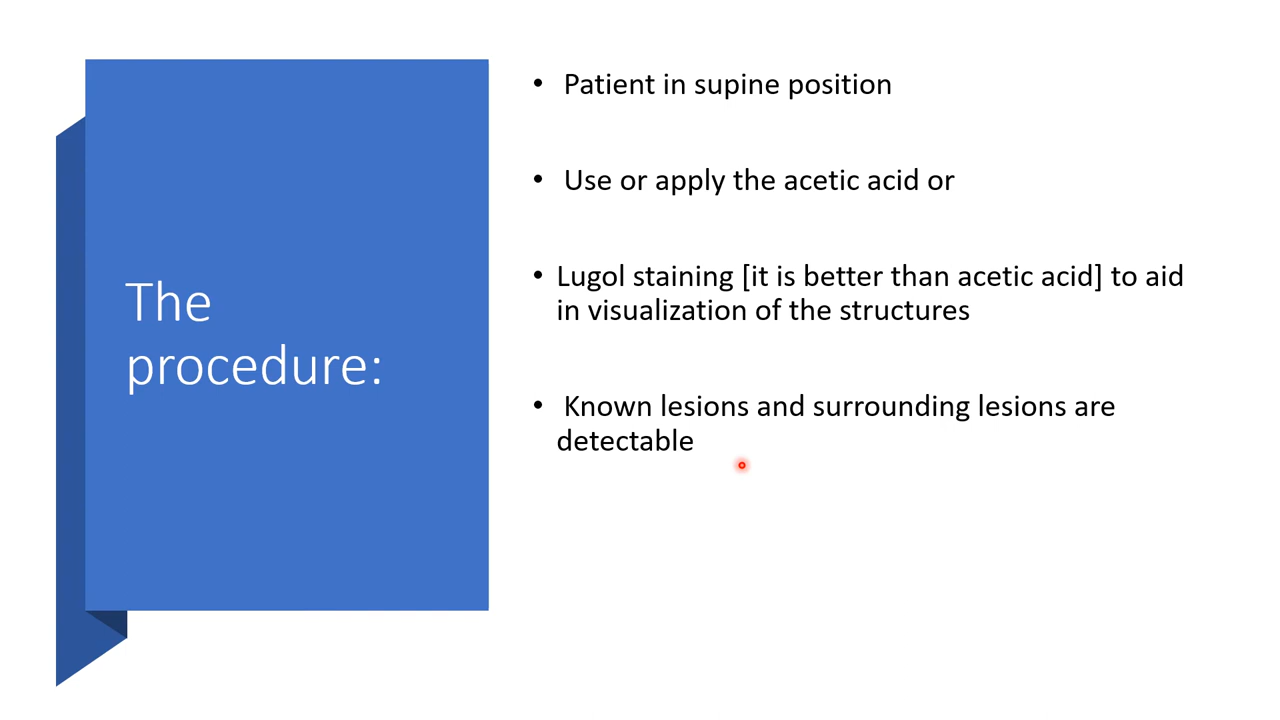 The
procedure:
• Patient in supine position
• Use or apply the acetic acid or
• Lugol staining [it is better than acetic acid] to aid
in visualization of the structures
• Known lesions and surrounding lesions are
detectable